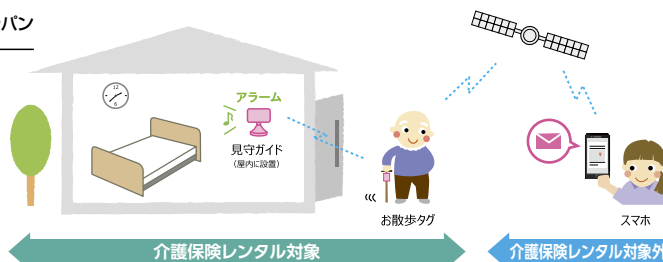 パン
12
6
アラーム
見守ガイド
（屋内に設置）
お散歩タグ
スマホ
介護保険レンタル対象
介護保険レンタル対象外